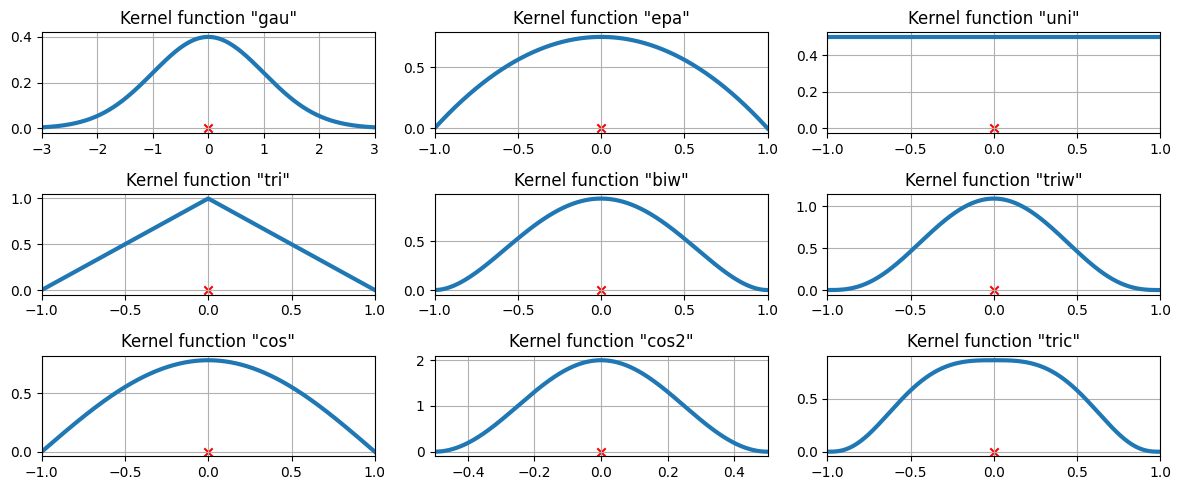 Kernel function "gau"
0.4
0.2
0.0
−3 −2 −1 0 1 2 3
Kernel function "epa"
0.5
0.0
−1.0 −0.5 0.0 0.5 1.0
Kernel function "uni"
0.4
0.2
0.0
−1.0 −0.5 0.0 0.5 1.0
Kernel function "tri"
1.0
0.5
0.0
−1.0 −0.5 0.0 0.5 1.0
Kernel function "biw"
0.5
0.0
−1.0 −0.5 0.0 0.5 1.0
Kernel function "triw"
1.0
0.5
0.0
−1.0 −0.5 0.0 0.5 1.0
Kernel function "cos"
0.5
0.0
−1.0 −0.5 0.0 0.5 1.0
Kernel function "cos2"
2
1
0
−0.4 −0.2 0.0 0.2 0.4
Kernel function "tric"
0.5
0.0
−1.0 −0.5 0.0 0.5 1.0